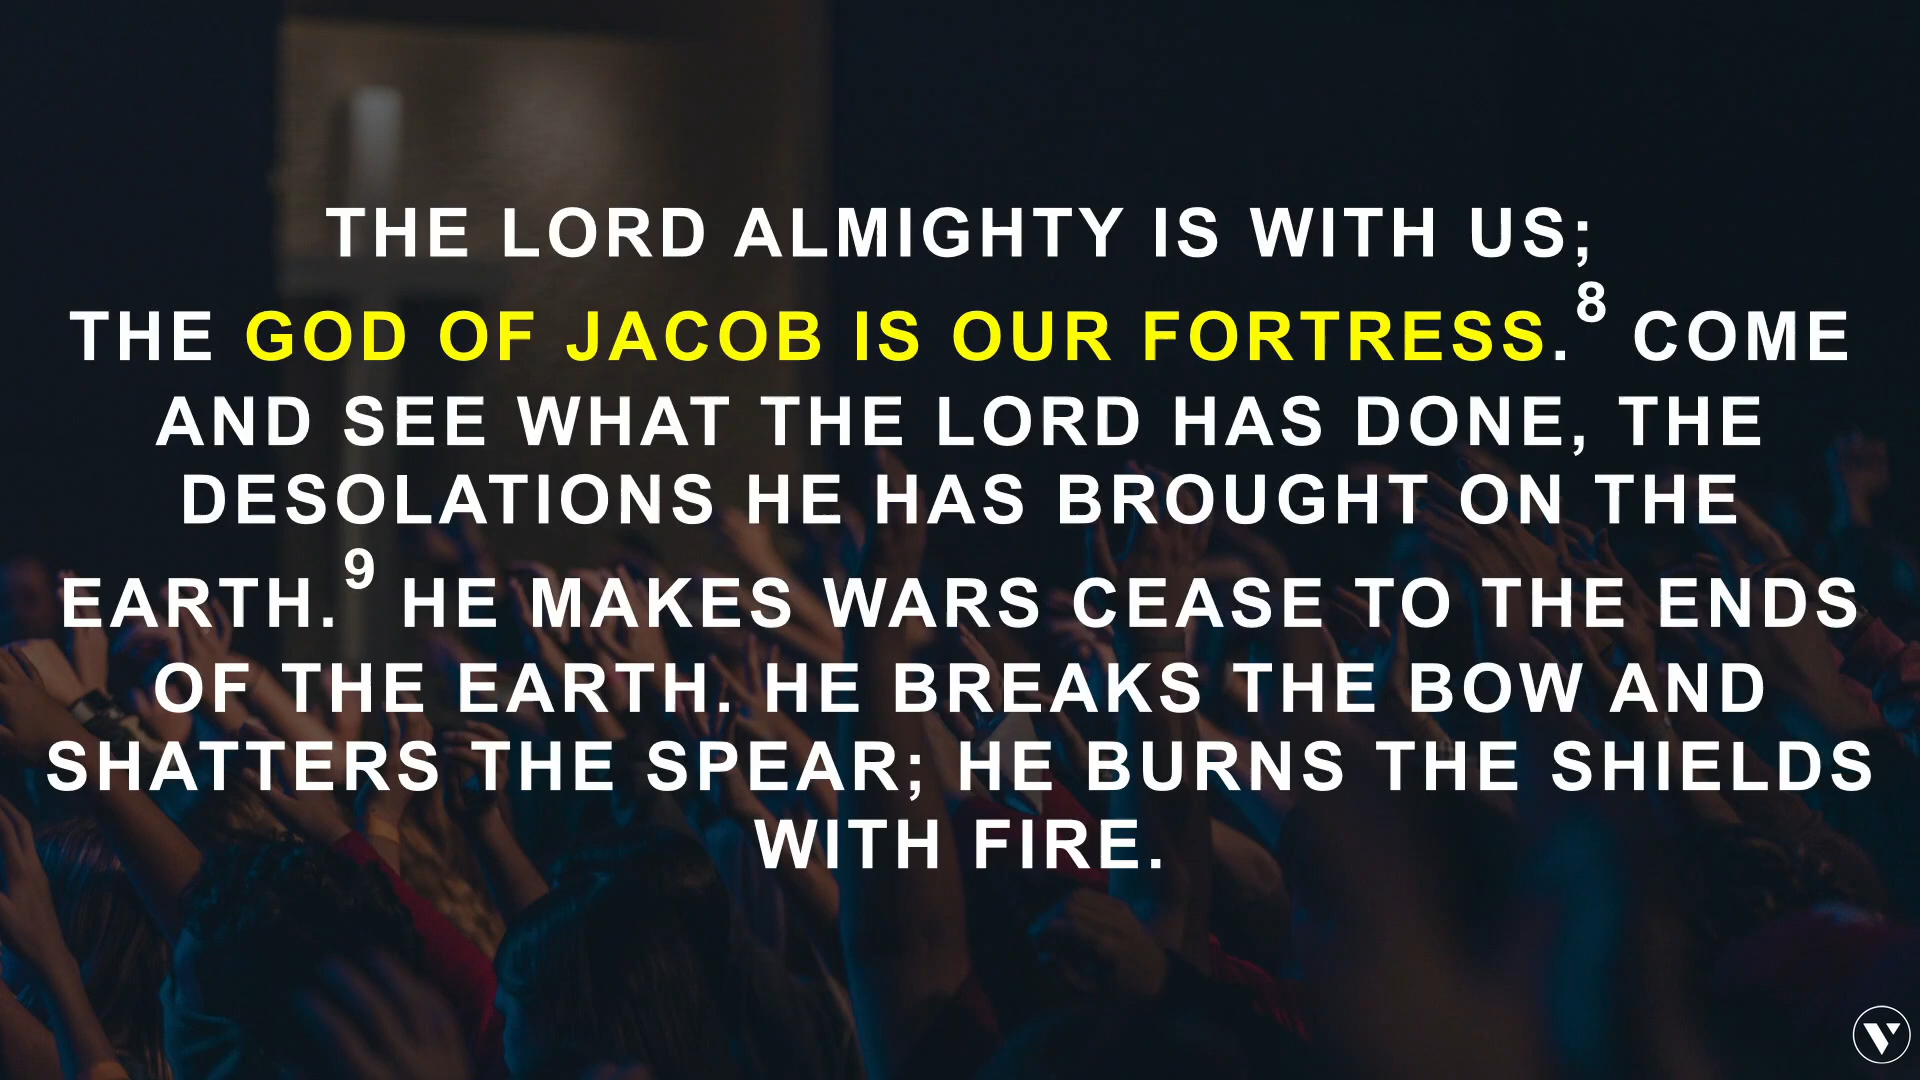 THE LORD ALMIGHTY IS WITH US;
THE GOD OF JACOB IS OUR FORTRESS.8 COME
AND SEE WHAT THE LORD HAS DONE, THE
DESOLATIONS HE HAS BROUGHT ON THE
EARTH.9 HE MAKES WARS CEASE TO THE ENDS
OF THE EARTH. HE BREAKS THE BOW AND
SHATTERS THE SPEAR; HE BURNS THE SHIELDS
WITH FIRE.
V